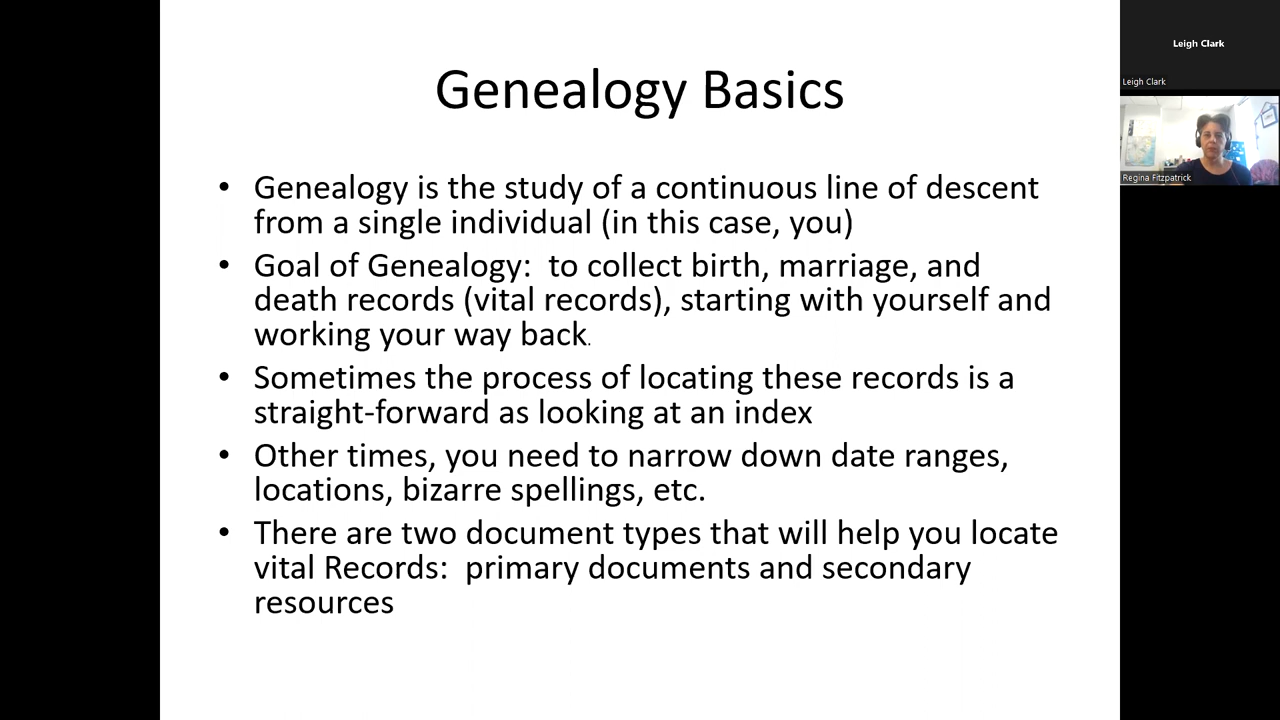 Genealogy Basics
• Genealogy is the study of a continuous line of descent
from a single individual (in this case, you)
• Goal of Genealogy:  to collect birth, marriage, and
death records (vital records), starting with yourself and
working your way back.
• Sometimes the process of locating these records is a
straight-forward as looking at an index
• Other times, you need to narrow down date ranges,
locations, bizarre spellings, etc.
• There are two document types that will help you locate
vital Records:  primary documents and secondary
resources
Leigh Clark
Leigh Clark
Regina Fitzpatrick